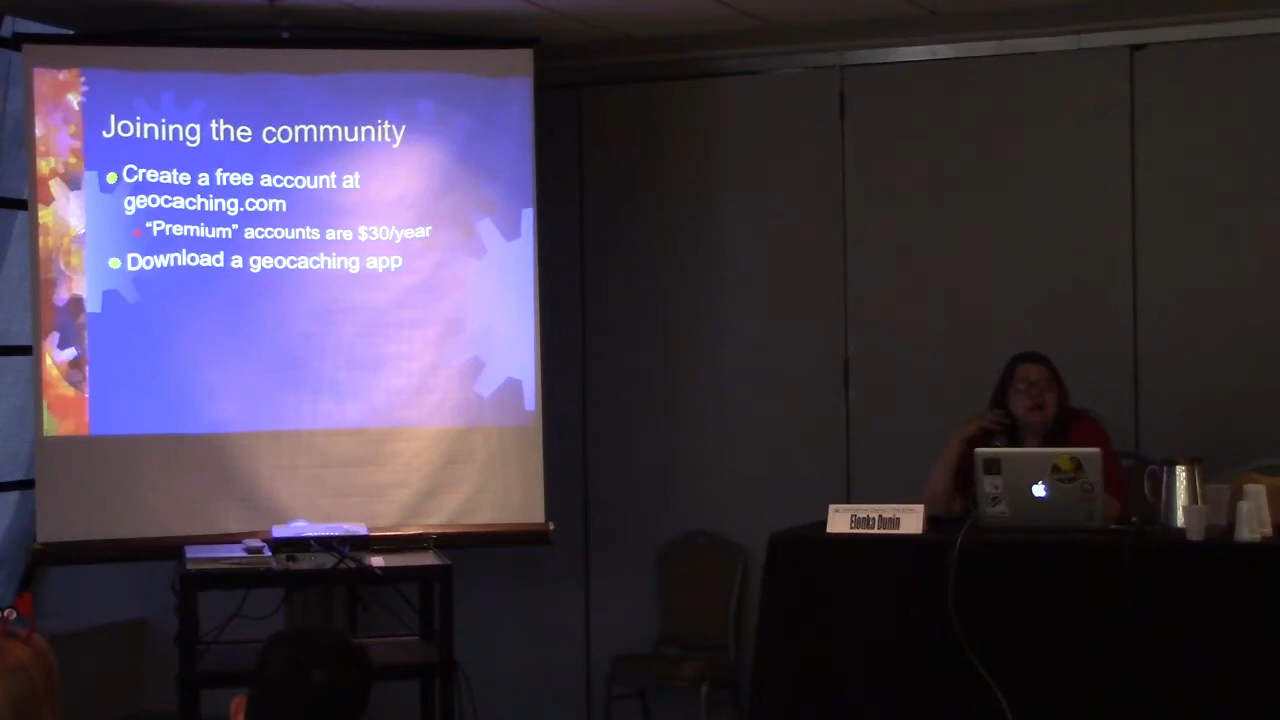 Joining the community
Create a free account at
geocaching.com
“Premium” accounts are $30/year
Download a geocaching app
Elonka Dunin